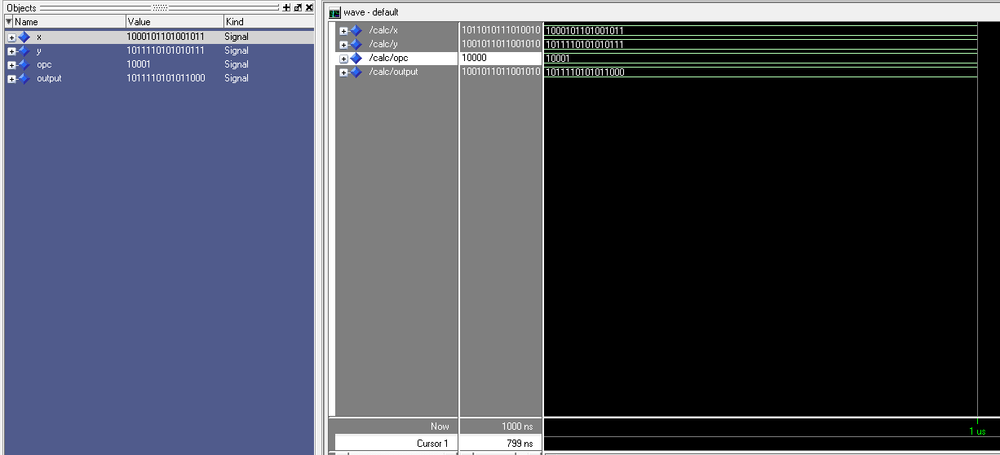 Objects
Name Value Kind
x 1000101101001011 Signal
y 1011110101010111 Signal
opc 10001 Signal
output 1011110101011000 Signal
wave - default
/calc/x 1011010111010010 1000101101001011
/calc/y 1001011011001010 1011110101010111
/calc/opc 10000 10001
/calc/output 1001011011001010 1011110101011000
Now 1000 ns
1 us
Cursor 1 799 ns